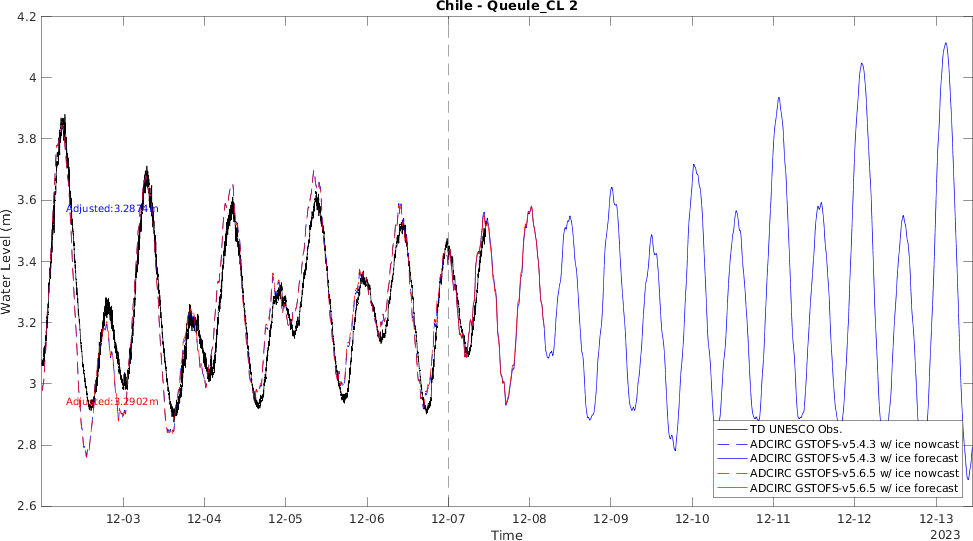 Chile - Queule_CL 2
4.2
4
3.8
3.6
3.4
3.2
3
2.8
2.6
Water Level (m)
Adjusted:3.2874m
Adjusted:3.2902m
TD UNESCO Obs.
ADCIRC GSTOFS-v5.4.3 w/ ice nowcast
ADCIRC GSTOFS-v5.4.3 w/ ice forecast
ADCIRC GSTOFS-v5.6.5 w/ ice nowcast
ADCIRC GSTOFS-v5.6.5 w/ ice forecast
12-03 12-04 12-05 12-06 12-07 12-08 12-09 12-10 12-11 12-12 12-13
Time
2023